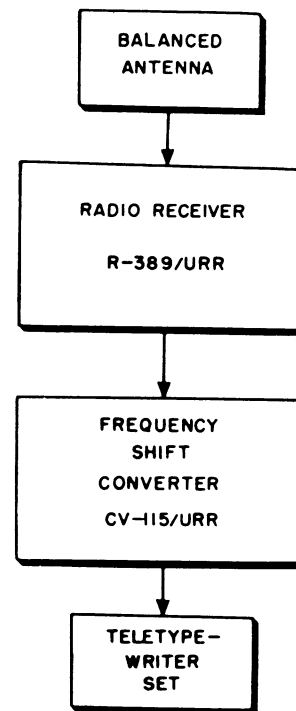 BALANCED
ANTENNA
RADIO RECEIVER
R-389/URR
FREQUENCY
SHIFT
CONVERTER
CV-115/URR
TELETYPE-
WRITER
SET